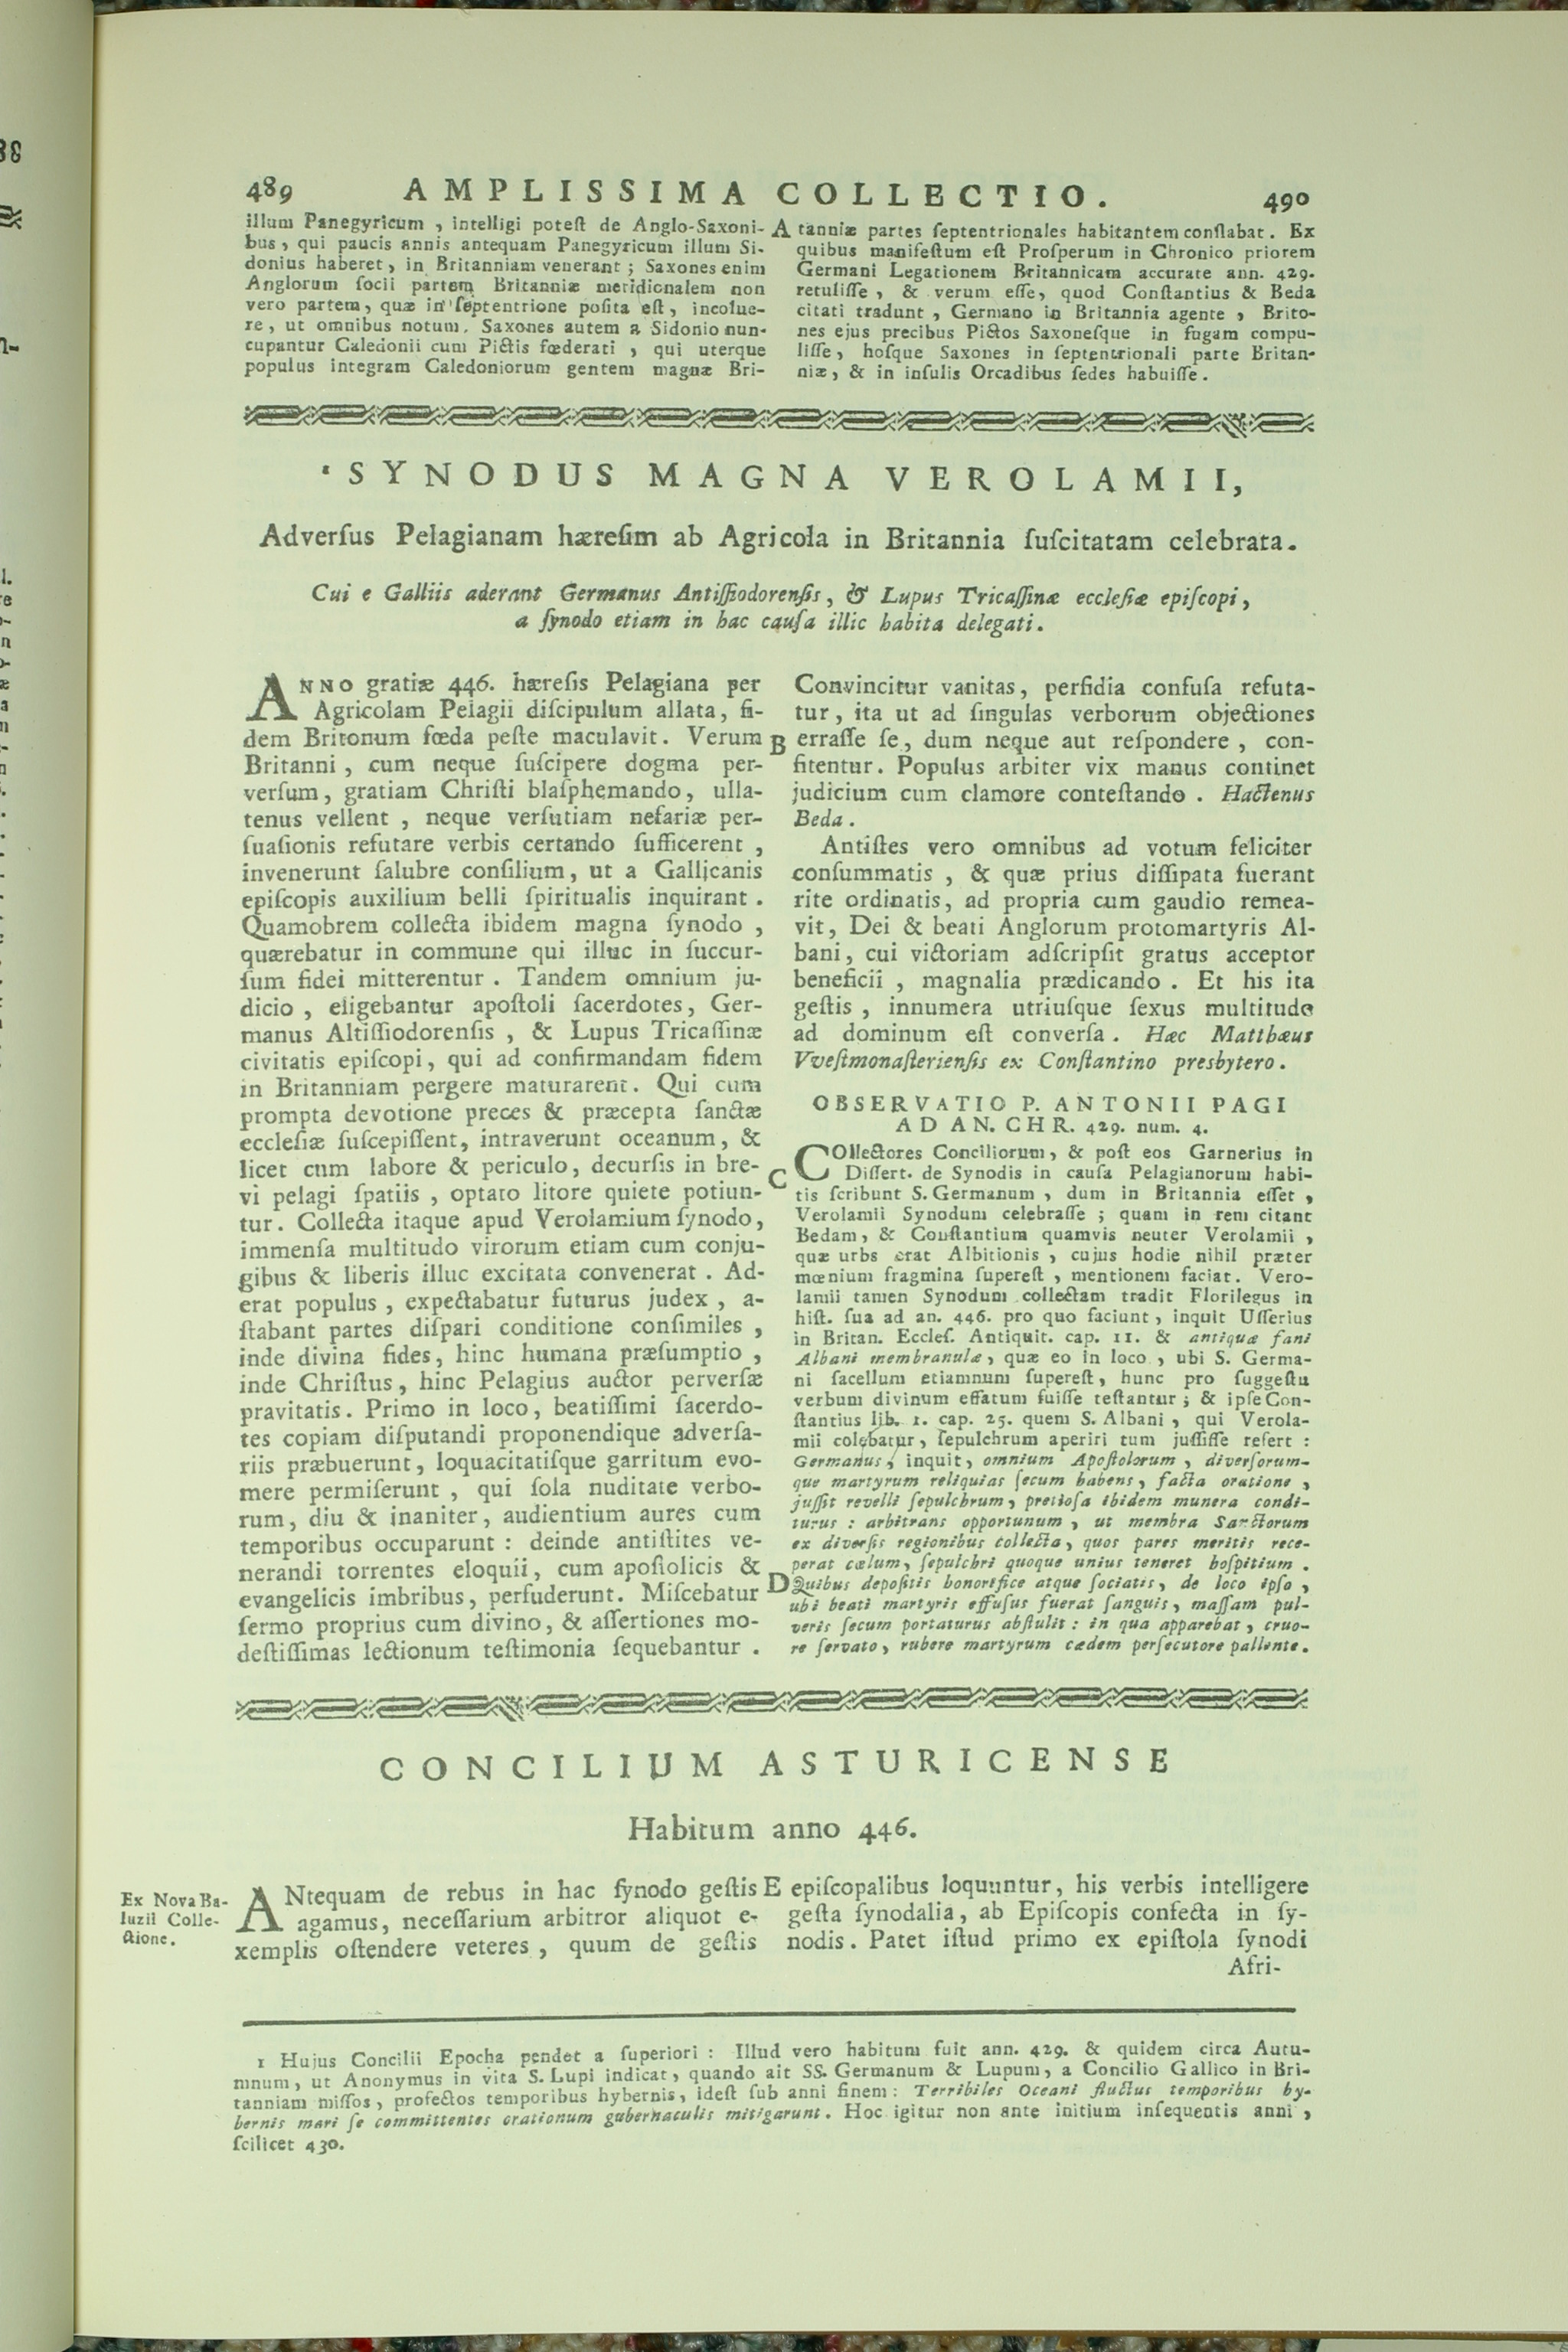 489 AMPLISSIMA COLLECTIO. 490
illum Panegyricum , intelligi poteſt de Anglo-Saxoni-
bus , qui paucis annis antequam Panegyricum illum Si-
donius haberet , in Britanniam venerant ; Saxones enim
Anglorum ſocii partem Britanniæ meridionalem non
vero partem , quæ in ſeptentrione poſita eſt , incolue-
re , ut omnibus notum. Saxones autem a Sidonio nun-
cupantur Caledonii cum Pictis fœderati , qui uterque
populus integram Caledoniorum gentem magnæ Bri-
A tanniæ partes ſeptentrionales habitantem conſtabat. Ex
quibus manifeſtum eſt Proſperum in Chronico priorem
Germani Legationem Britannicam accurate ann. 429.
retuliſſe , & verum eſſe, quod Conſtantius & Beda
citati tradunt , Germano in Britannia agente , Brito-
nes ejus precibus Pictos Saxoneſque in fugam compu-
liſſe, hoſque Saxones in ſeptentrionali parte Britan-
niæ, & in inſulis Orcadibus ſedes habuiſſe.
SYNODUS MAGNA VEROLAMII,
Adverſus Pelagianam hæreſim ab Agricola in Britannia ſuſcitatam celebrata.
Cui e Galliis aderant Germanus Antiſſiodorenſis, & Lupus Tricaſſinæ eccleſiæ epiſcopi,
a ſynodo etiam in hac cauſa illic habita delegati.
ANNO gratiæ 446. hæreſis Pelagiana per
Agricolam Pelagii diſcipulum allata, fi-
dem Britonum fœda peſte maculavit. Verum
Britanni , cum neque ſuſcipere dogma per-
verſum, gratiam Chriſti blaſphemando, ulla-
tenus vellent , neque verſutiam nefariæ per-
ſuaſionis refutare verbis certando ſufficerent ,
invenerunt ſalubre conſilium, ut a Gallicanis
epiſcopis auxilium belli ſpiritualis inquirant .
Quamobrem collecta ibidem magna ſynodo ,
quærebatur in commune qui illuc in ſuccur-
ſum fidei mitterentur . Tandem omnium ju-
dicio , eligebantur apoſtoli ſacerdotes, Ger-
manus Altiſſiodorenſis , & Lupus Tricaſſinæ
civitatis epiſcopi, qui ad confirmandam fidem
in Britanniam pergere maturarent. Qui cum
prompta devotione preces & præcepta ſanctæ
eccleſiæ ſuſcepiſſent, intraverunt oceanum, &
licet cum labore & periculo, decurſis in bre-
vi pelagi ſpatiis , optato litore quiete potiun-
tur. Collecta itaque apud Verolamium ſynodo,
immenſa multitudo virorum etiam cum conju-
gibus & liberis illuc excitata convenerat . Ad-
erat populus , expectabatur futurus judex , a-
ſtabant partes diſpari conditione conſimiles ,
inde divina fides, hinc humana præſumptio ,
inde Chriſtus, hinc Pelagius auctor perverſæ
pravitatis. Primo in loco, beatiſſimi ſacerdo-
tes copiam diſputandi proponendique adverſa-
riis præbuerunt, loquacitatiſque garritum evo-
mere permiſerunt , qui ſola nuditate verbo-
rum, diu & inaniter, audientium aures cum
temporibus occuparunt : deinde antiſtites ve-
nerandi torrentes eloquii, cum apoſtolicis &
evangelicis imbribus, perfuderunt. Miſcebatur
ſermo proprius cum divino, & aſſertiones mo-
deſtiſſimas lectionum teſtimonia ſequebantur .
Convincitur vanitas, perfidia confuſa refuta-
tur, ita ut ad ſingulas verborum objectiones
B erraſſe ſe, dum neque aut reſpondere , con-
fitentur. Populus arbiter vix manus continet
judicium cum clamore conteſtando . Hactenus
Beda .
Antiſtes vero omnibus ad votum feliciter
conſummatis , & quæ prius diſſipata fuerant
rite ordinatis, ad propria cum gaudio remea-
vit, Dei & beati Anglorum protomartyris Al-
bani, cui victoriam adſcripſit gratus acceptor
beneficii , magnalia prædicando . Et his ita
geſtis , innumera utriuſque ſexus multitudo
ad dominum eſt converſa . Hæc Matthæus
Vveſtmonaſterienſis ex Conſtantino presbytero.
OBSERVATIO P. ANTONII PAGI
AD AN. CHR. 429. num. 4.
COllectores Conciliorum, & poſt eos Garnerius in
Diſſert. de Synodis in cauſa Pelagianorum habi-
C tis ſcribunt S. Germanum , dum in Britannia eſſet ,
Verolamii Synodum celebraſſe ; quam in rem citant
Bedam, & Conſtantium quamvis neuter Verolamii ,
quæ urbs erat Albitionis , cujus hodie nihil præter
mœnium fragmina ſupereſt , mentionem faciat. Vero-
lamii tamen Synodum collectam tradit Florilegus in
hiſt. ſua ad an. 446. pro quo faciunt, inquit Uſſerius
in Britan. Eccleſ. Antiquit. cap. 11. & antiquæ fani
Albani membranulæ, quæ eo in loco , ubi S. Germa-
ni ſacellum etiamnum ſupereſt, hunc pro ſuggeſtu
verbum divinum effatum fuiſſe teſtantur; & ipſe Con-
ſtantius lib. 1. cap. 25. quem S. Albani , qui Verola-
mii colebatur, ſepulchrum aperiri tum juſſiſſe refert :
Germanus, inquit, omnium Apoſtolorum , diverſorum-
que martyrum reliquias ſecum habens, facta oratione ,
juſſit revelli ſepulchrum, pretioſa ibidem munera condi-
turus : arbitrans opportunum , ut membra Sanctorum
ex diverſis regionibus collecta, quos pares meritis rece-
perat cælum, ſepulchri quoque unius teneret hoſpitium .
D Quibus depoſitis honorifice atque ſociatis, de loco ipſo ,
ubi beati martyris effuſus fuerat ſanguis, maſſam pul-
veris ſecum portaturus abſtulit : in qua apparebat, cruo-
re ſervato, rubere martyrum cædem perſecutore pallente.
CONCILIUM ASTURICENSE
Habitum anno 446.
Ex Nova Ba-
luzii Colle-
ctione.
ANtequam de rebus in hac ſynodo geſtis
agamus, neceſſarium arbitror aliquot e-
xemplis oſtendere veteres , quum de geſtis
E epiſcopalibus loquuntur, his verbis intelligere
geſta ſynodalia, ab Epiſcopis confecta in ſy-
nodis. Patet iſtud primo ex epiſtola ſynodi
Afri-
1 Hujus Concilii Epocha pendet a ſuperiori : Illud vero habitum fuit ann. 429. & quidem circa Autu-
mnum, ut Anonymus in vita S. Lupi indicat, quando ait SS. Germanum & Lupum, a Concilio Gallico in Bri-
tanniam miſſos, profectos temporibus hybernis, ideſt ſub anni finem: Terribiles Oceani fluctus temporibus hy-
bernis mari ſe committentes orationum gubernaculis mitigarunt. Hoc igitur non ante initium inſequentis anni ,
ſcilicet 430.